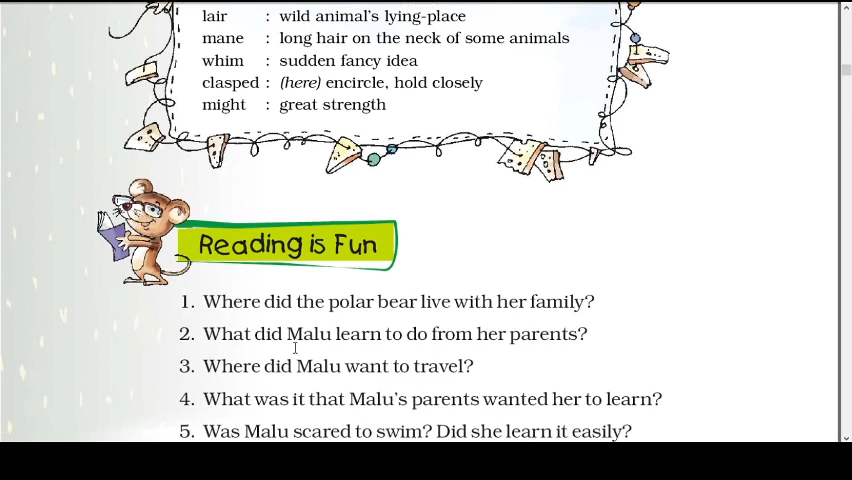 lair : wild animal's lying-place
mane : long hair on the neck of some animals
whim : sudden fancy idea
clasped : (here) encircle, hold closely
might : great strength
Reading is Fun
1. Where did the polar bear live with her family?
2. What did Malu learn to do from her parents?
3. Where did Malu want to travel?
4. What was it that Malu's parents wanted her to learn?
5. Was Malu scared to swim? Did she learn it easily?